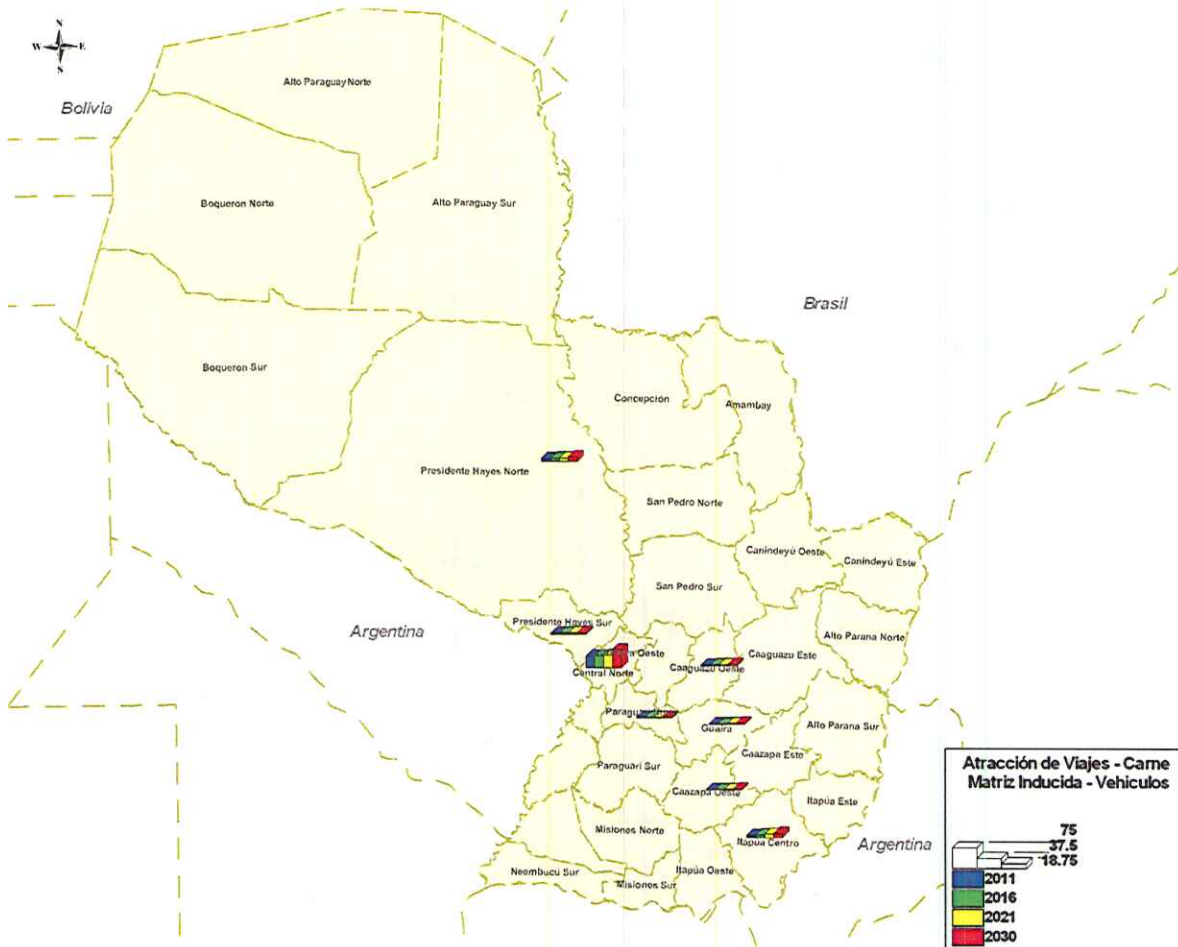 N
W E
S
Alto Paraguay Norte
Bolivia
Boqueron Norte
Alto Paraguay Sur
Brasil
Boqueron Sur
Concepción
Amambay
Presidente Hayes Norte
San Pedro Norte
Canindeyú Oeste
Canindeyú Este
San Pedro Sur
Presidente Hayes Sur
Argentina
Alto Parana Norte
Oeste
Caaguazu Este
Central Norte
Caaguazu Oeste
Paraguari
Guaira
Alto Parana Sur
Caazapa Este
Paraguari Sur
Caazapa Oeste
Itapúa Este
Misiones Norte
Itapúa Centro
Argentina
Neembucú Sur
Itapúa Oeste
Misiones Sur
Atracción de Viajes - Carne
Matriz Inducida - Vehiculos
75
37.5
18.75
2011
2016
2021
2030